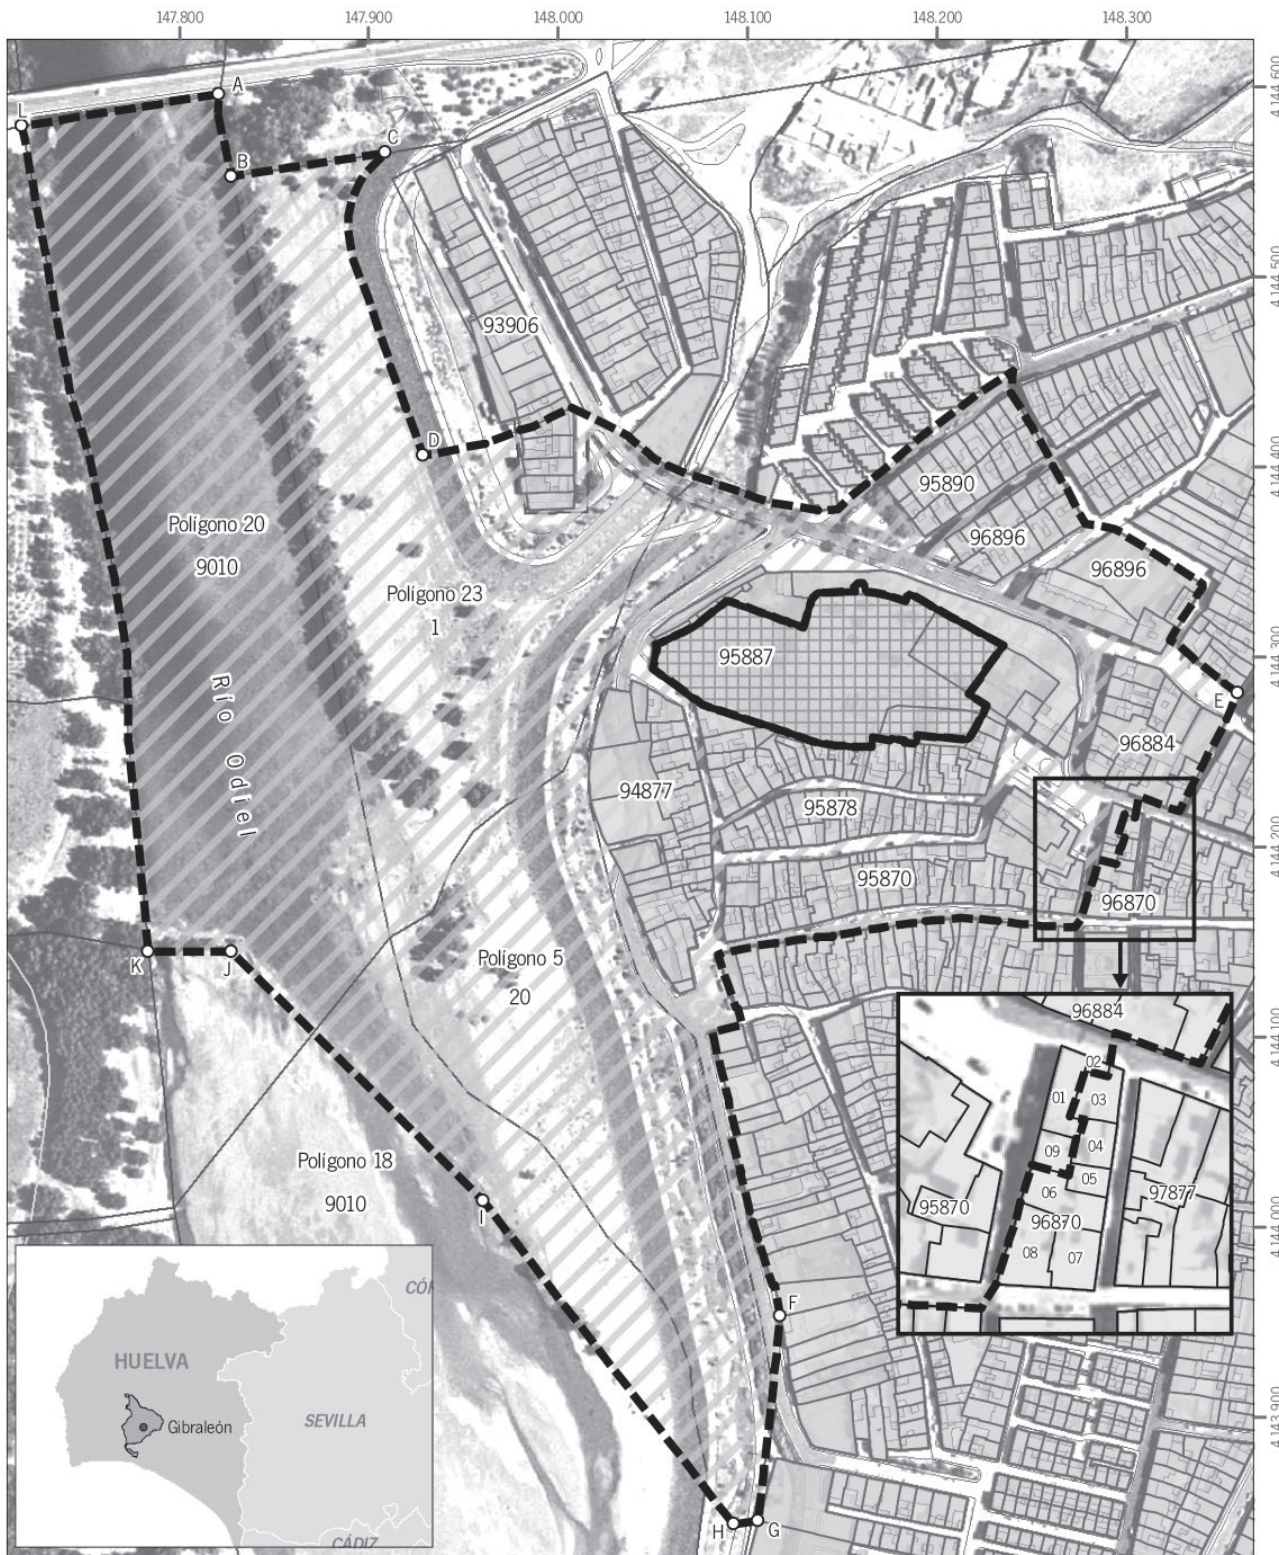 147.800 147.900 148.000 148.100 148.200 148.300
4.144.600
4.144.500
4.144.400
4.144.300
4.144.200
4.144.100
4.144.000
4.143.900
L
A
B
C
D
E
F
G
H
I
J
K
93906
95890
96896
96896
95887
96884
94877
95878
95870
96870
Polígono 20
9010
Polígono 23
1
Río Odiel
Polígono 5
20
Polígono 18
9010
96884
02
01
03
09
04
05
06
95870
96870
97877
08
07
HUELVA
Gibraleón
SEVILLA
CÓR
CÁDIZ